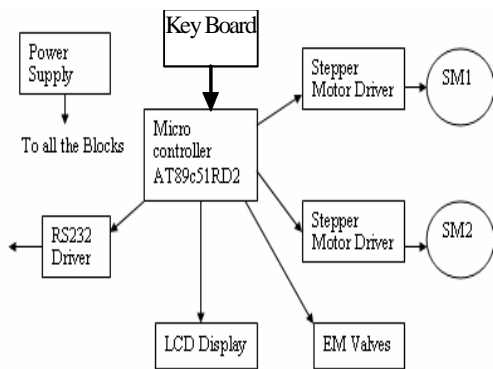 Key Board
Power
Supply
To all the Blocks
Micro
controller
AT89c51RD2
Stepper
Motor Driver
SM1
Stepper
Motor Driver
SM2
RS232
Driver
LCD Display
EM Valves